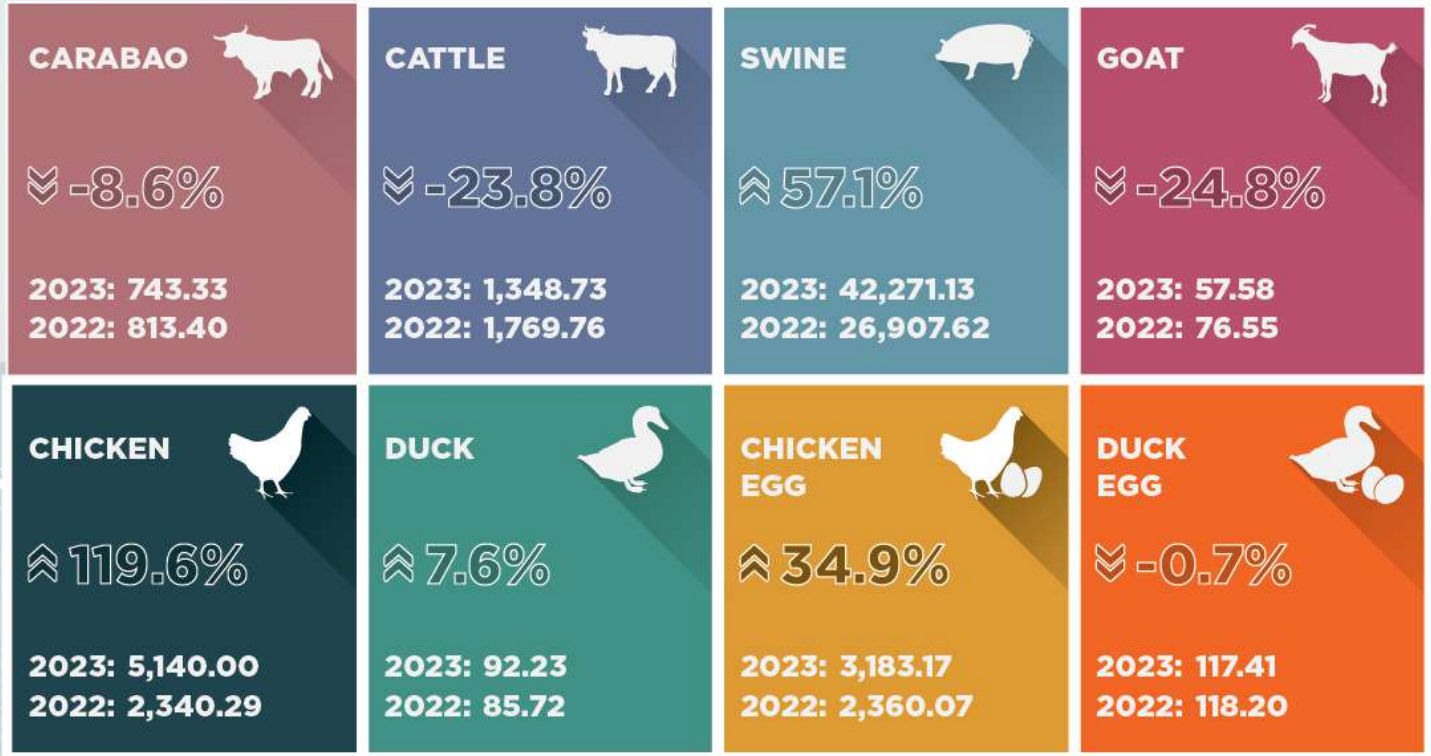 CARABAO
-8.6%
2023: 743.33
2022: 813.40
CATTLE
-23.8%
2023: 1,348.73
2022: 1,769.76
SWINE
57.1%
2023: 42,271.13
2022: 26,907.62
GOAT
-24.8%
2023: 57.58
2022: 76.55
CHICKEN
119.6%
2023: 5,140.00
2022: 2,340.29
DUCK
7.6%
2023: 92.23
2022: 85.72
CHICKEN
EGG
34.9%
2023: 3,183.17
2022: 2,360.07
DUCK
EGG
-0.7%
2023: 117.41
2022: 118.20